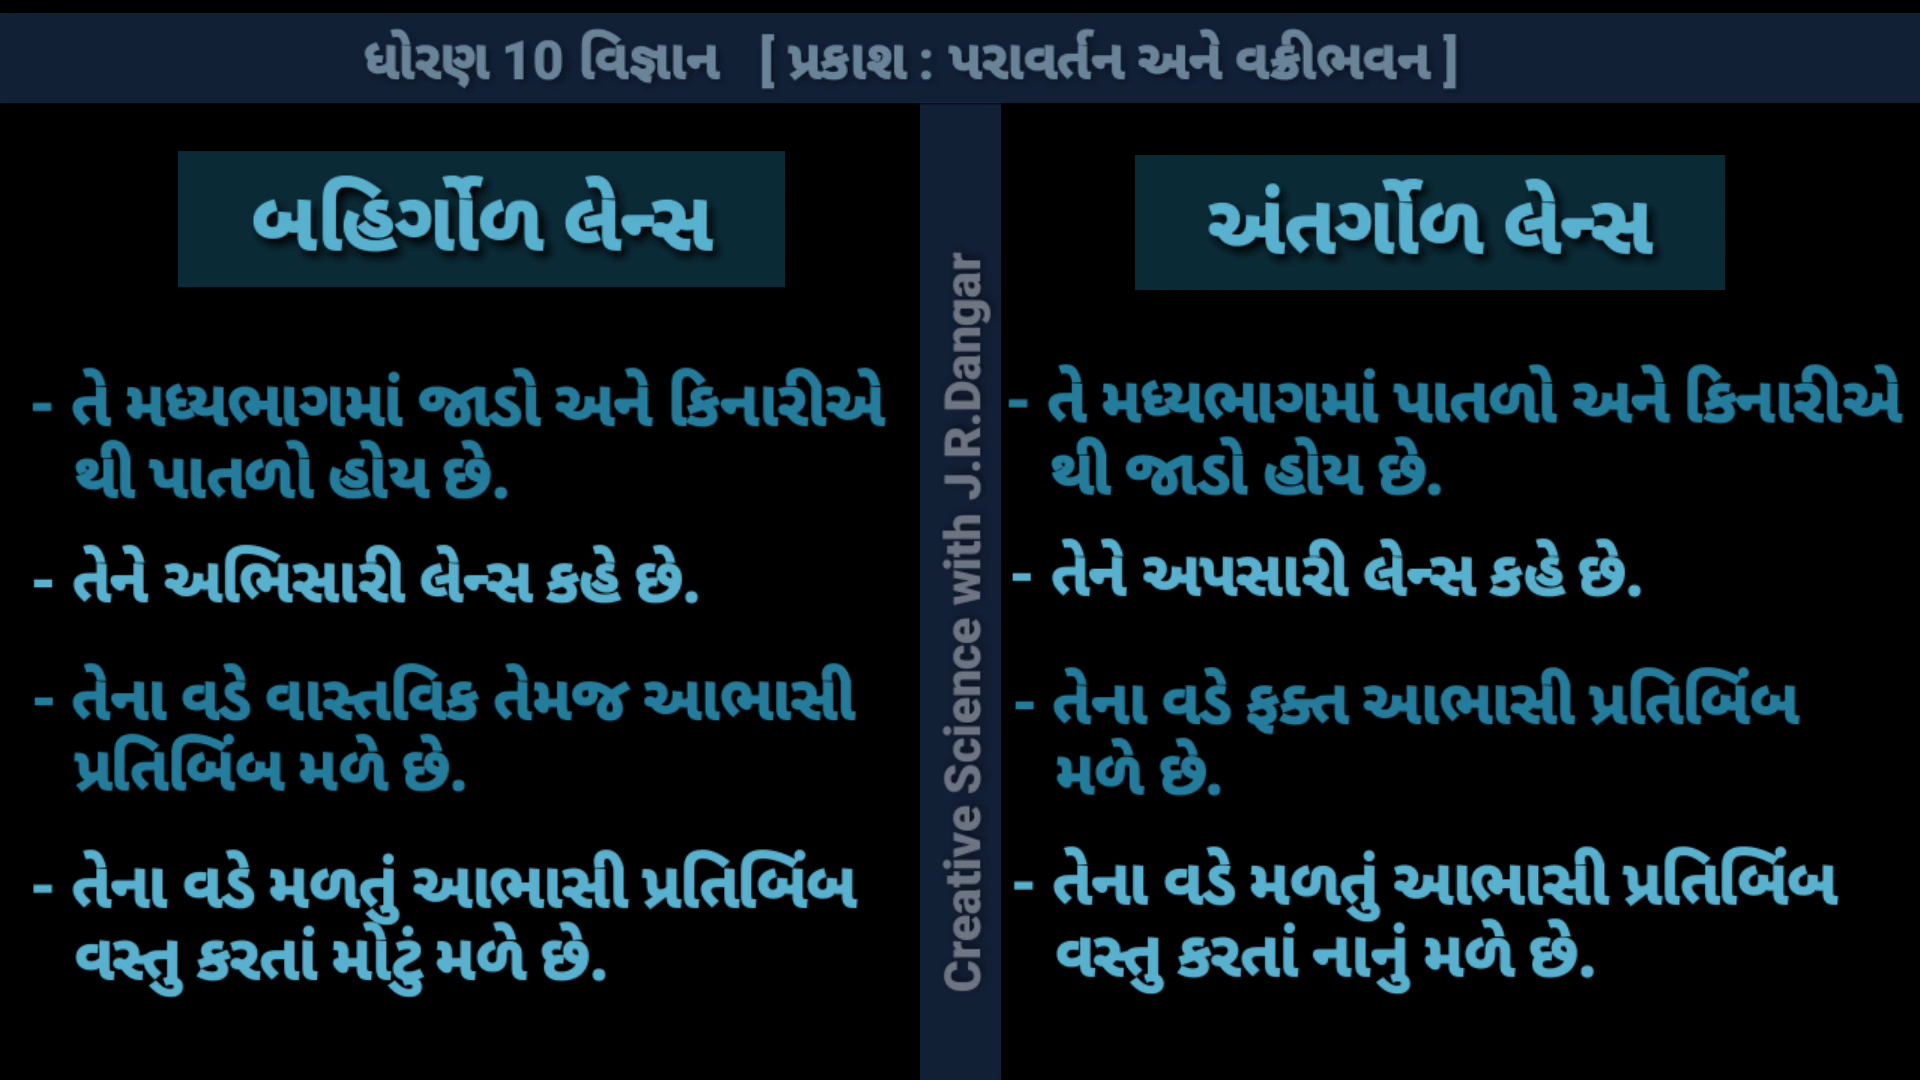 ધોરણ 10 વિજ્ઞાન [ પ્રકાશ : પરાવર્તન અને વક્રીભવન ]
બહિર્ગોળ લેન્સ
- તે મધ્યભાગમાં જાડો અને કિનારીએ
થી પાતળો હોય છે.
- તેને અભિસારી લેન્સ કહે છે.
- તેના વડે વાસ્તવિક તેમજ આભાસી
પ્રતિબિંબ મળે છે.
- તેના વડે મળતું આભાસી પ્રતિબિંબ
વસ્તુ કરતાં મોટું મળે છે.
Creative Science with J.R.Dangar
અંતર્ગોળ લેન્સ
- તે મધ્યભાગમાં પાતળો અને કિનારીએ
થી જાડો હોય છે.
- તેને અપસારી લેન્સ કહે છે.
- તેના વડે ફક્ત આભાસી પ્રતિબિંબ
મળે છે.
- તેના વડે મળતું આભાસી પ્રતિબિંબ
વસ્તુ કરતાં નાનું મળે છે.